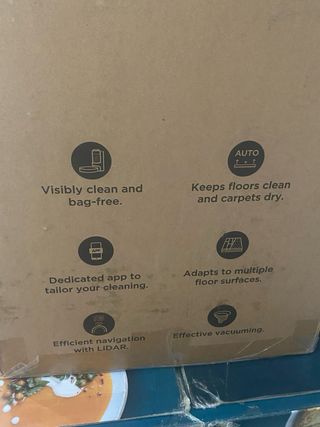 Visibly clean and
bag-free.
AUTO
Keeps floors clean
and carpets dry.
APP
Dedicated app to
tailor your cleaning.
Adapts to multiple
floor surfaces.
Efficient navigation
with LiDAR.
Effective vacuuming.